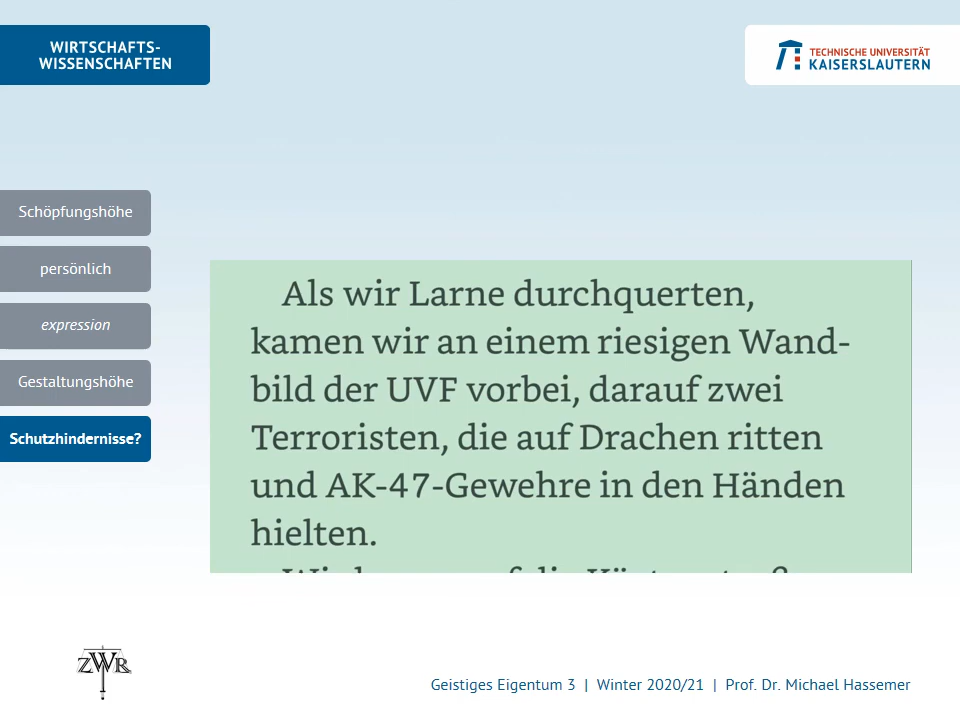 WIRTSCHAFTS-
WISSENSCHAFTEN
TECHNISCHE UNIVERSITÄT
KAISERSLAUTERN
Schöpfungshöhe
persönlich
expression
Gestaltungshöhe
Schutzhindernisse?
Als wir Larne durchquerten,
kamen wir an einem riesigen Wand-
bild der UVF vorbei, darauf zwei
Terroristen, die auf Drachen ritten
und AK-47-Gewehre in den Händen
hielten.
ZWR
Geistiges Eigentum 3 | Winter 2020/21 | Prof. Dr. Michael Hassemer